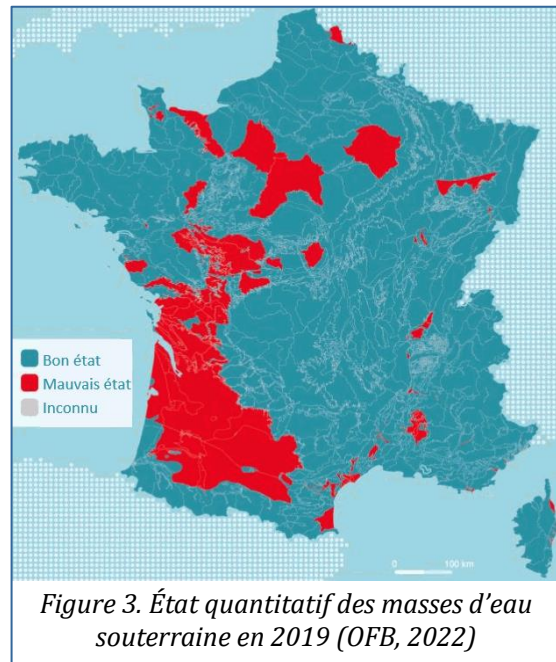 Bon état
Mauvais état
Inconnu
0 100 km
Figure 3. État quantitatif des masses d’eau
souterraine en 2019 (OFB, 2022)